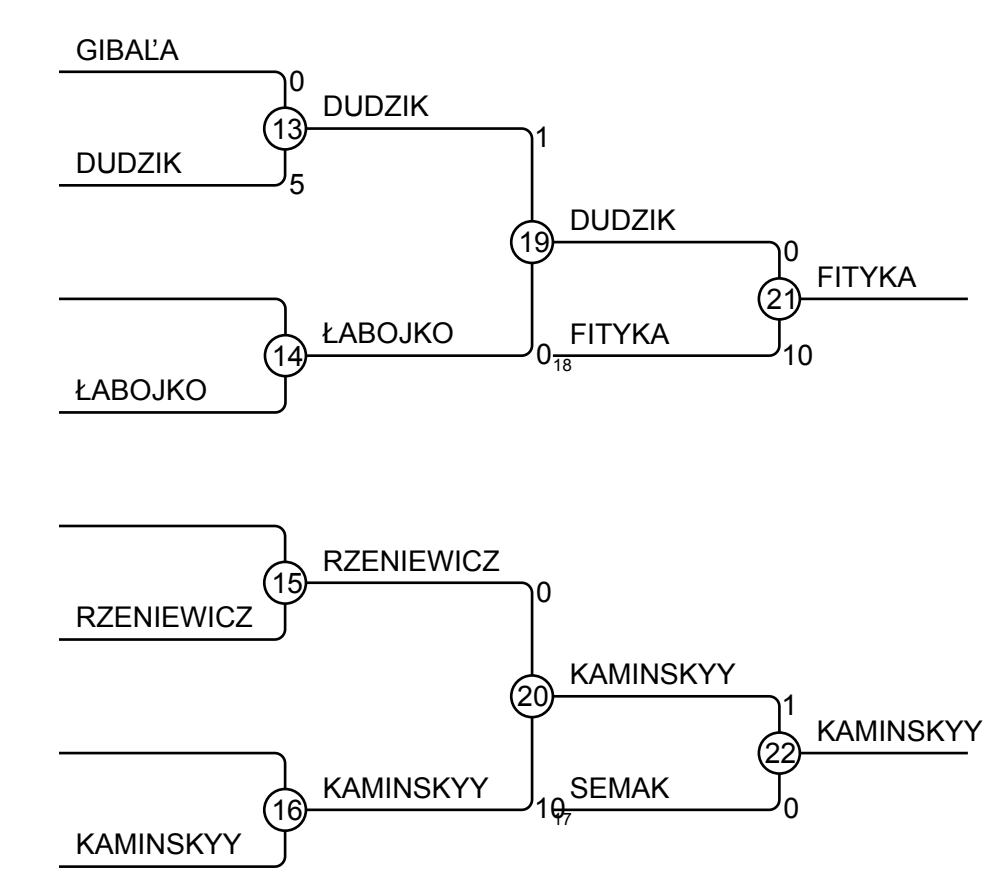 GIBAĽA
0
13
DUDZIK
DUDZIK
5
1
19
DUDZIK
0
21
FITYKA
14
ŁABOJKO
0
18
FITYKA
10
ŁABOJKO
15
RZENIEWICZ
RZENIEWICZ
0
20
KAMINSKYY
1
22
KAMINSKYY
16
KAMINSKYY
10
17
SEMAK
0
KAMINSKYY